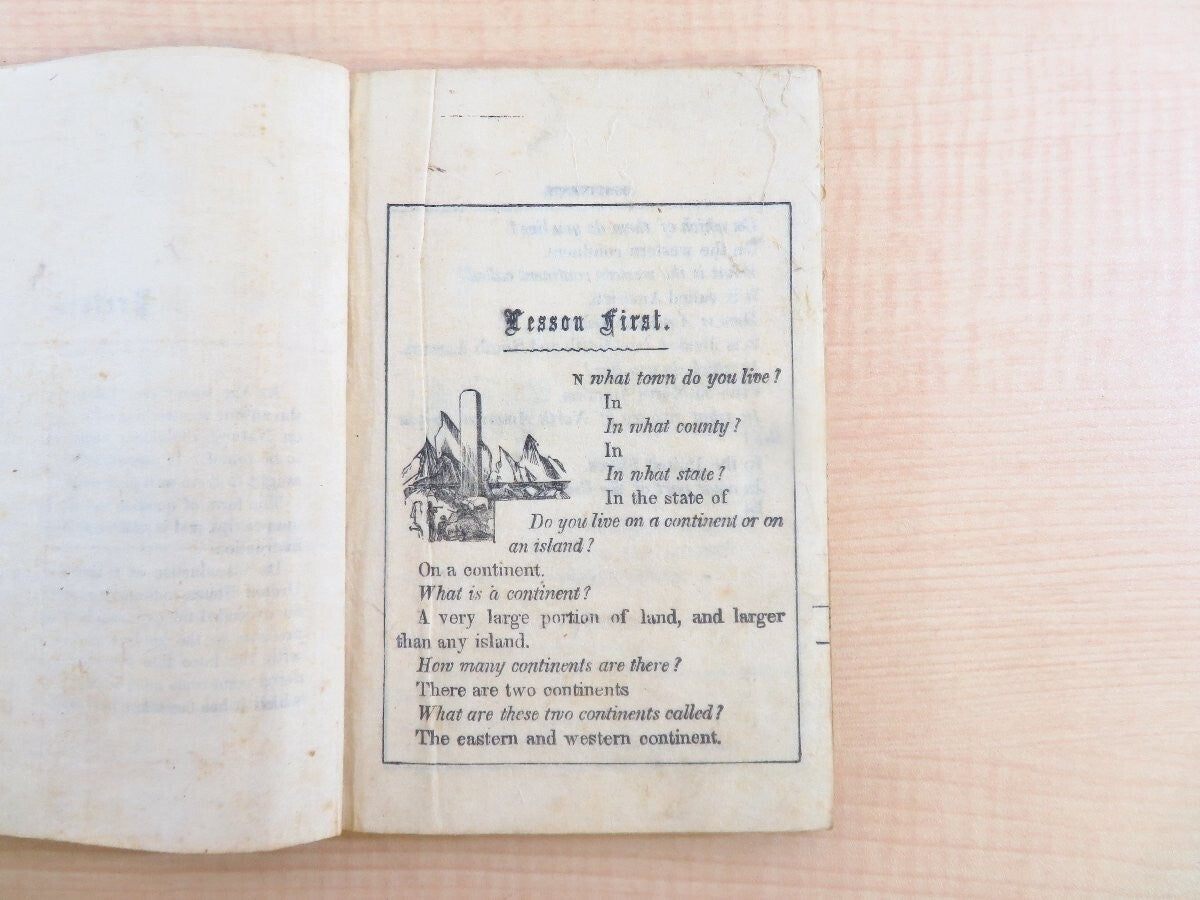 Lesson First.
N what town do you live?
In
In what county?
In
In what state?
In the state of
Do you live on a continent or on
an island?
On a continent.
What is a continent?
A very large portion of land, and larger
than any island.
How many continents are there?
There are two continents
What are these two continents called?
The eastern and western continent.